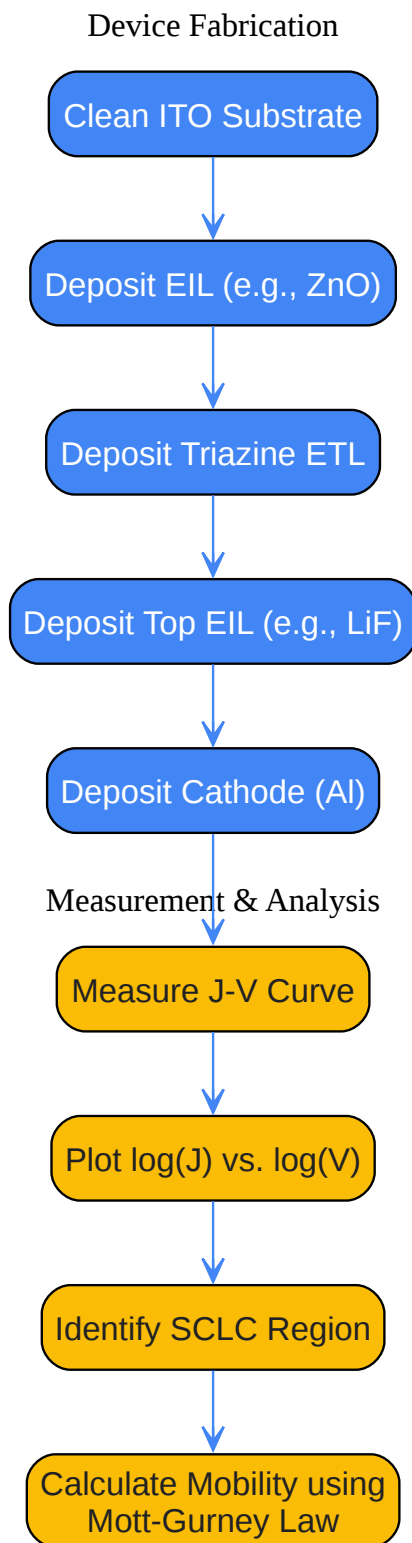 Device Fabrication
Clean ITO Substrate
Deposit EIL (e.g., ZnO)
Deposit Triazine ETL
Deposit Top EIL (e.g., LiF)
Deposit Cathode (Al)
Measurement & Analysis
Measure J-V Curve
Plot log(J) vs. log(V)
Identify SCLC Region
Calculate Mobility using
Mott-Gurney Law